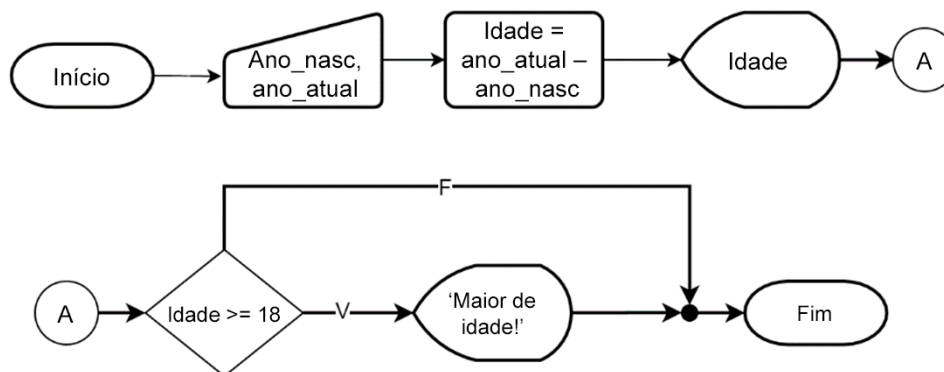 Início
Ano_nasc,
ano_atual
Idade =
ano_atual –
ano_nasc
Idade
A
F
A
Idade >= 18
V
‘Maior de
idade!’
Fim